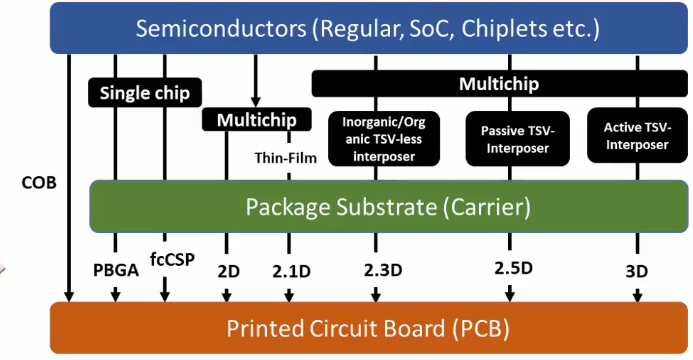 Semiconductors (Regular, SoC, Chiplets etc.)
Single chip
Multichip
Multichip
Thin-Film
Inorganic/Org
anic TSV-less
interposer
Passive TSV-
Interposer
Active TSV-
Interposer
COB
Package Substrate (Carrier)
PBGA
fcCSP
2D
2.1D
2.3D
2.5D
3D
Printed Circuit Board (PCB)